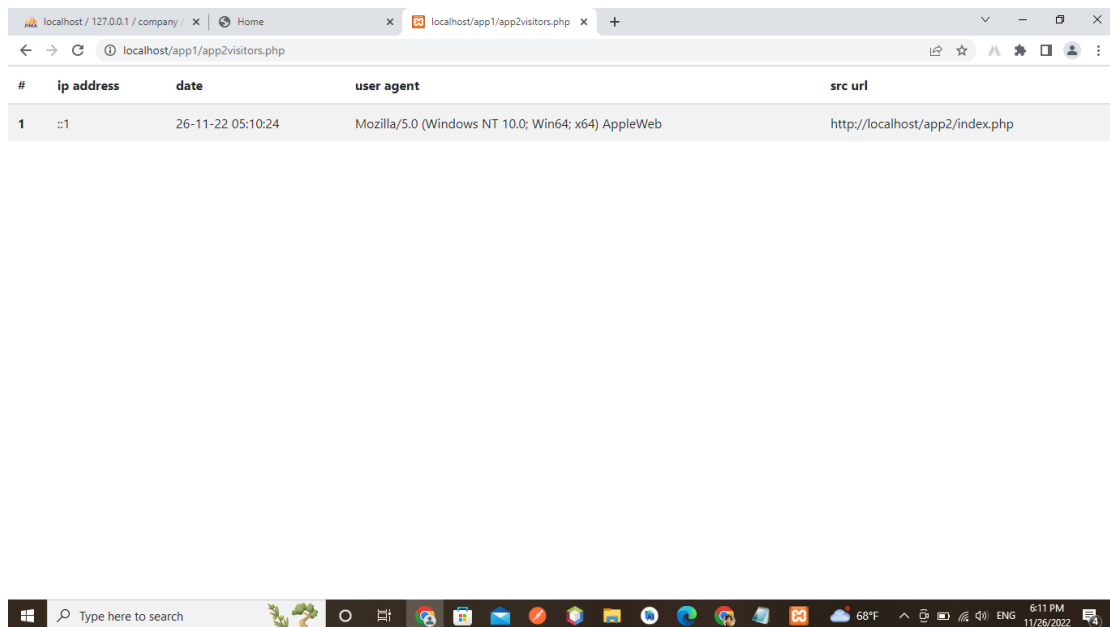 localhost / 127.0.0.1 / company / Home localhost/app1/app2visitors.php
localhost/app1/app2visitors.php
# ip address date user agent src url
1 ::1 26-11-22 05:10:24 Mozilla/5.0 (Windows NT 10.0; Win64; x64) AppleWeb http://localhost/app2/index.php
Type here to search 68°F ENG 6:11 PM
11/26/2022 4